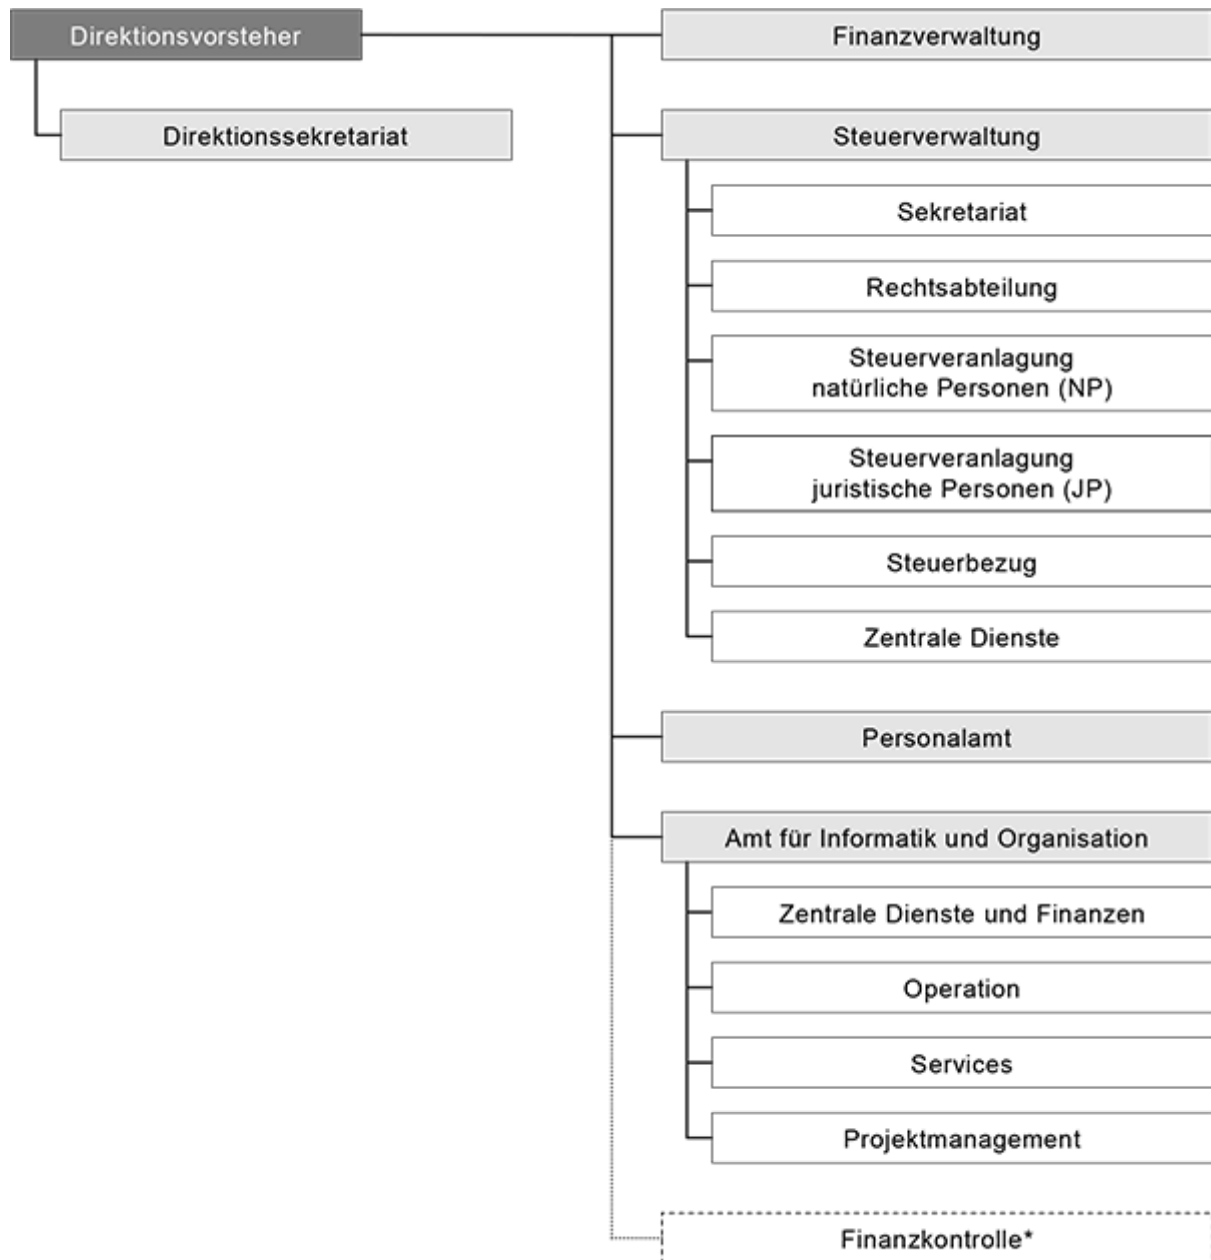 Direktionsvorsteher
Direktionssekretariat
Finanzverwaltung
Steuerverwaltung
Sekretariat
Rechtsabteilung
Steuerveranlagung
natürliche Personen (NP)
Steuerveranlagung
juristische Personen (JP)
Steuerbezug
Zentrale Dienste
Personalamt
Amt für Informatik und Organisation
Zentrale Dienste und Finanzen
Operation
Services
Projektmanagement
Finanzkontrolle*